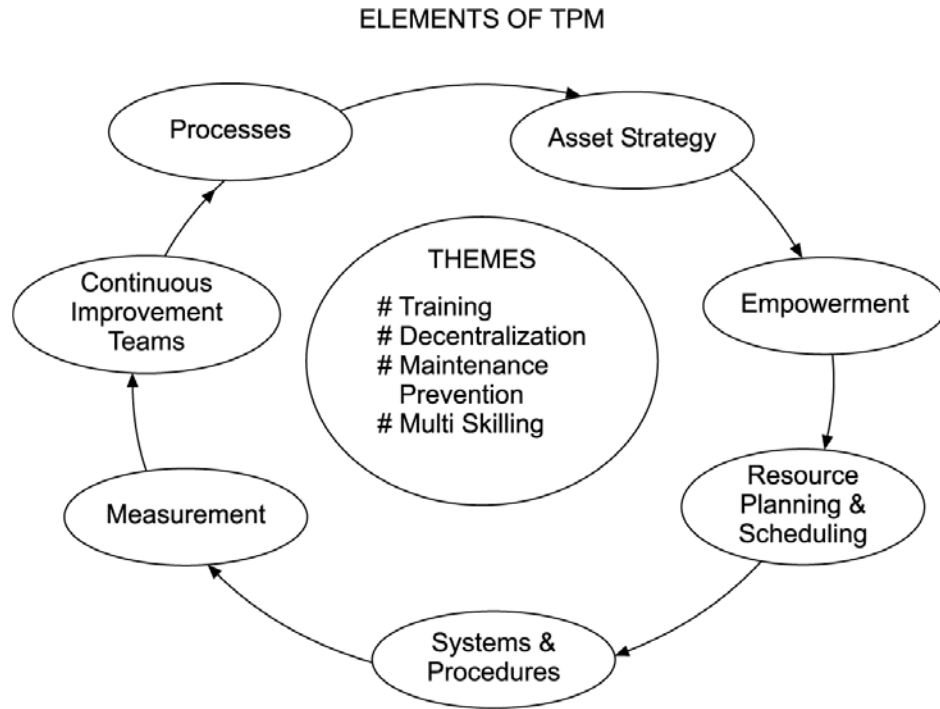 ELEMENTS OF TPM
Processes
Asset Strategy
Empowerment
Resource
Planning &
Scheduling
Systems &
Procedures
Measurement
Continuous
Improvement
Teams
THEMES
# Training
# Decentralization
# Maintenance
Prevention
# Multi Skilling